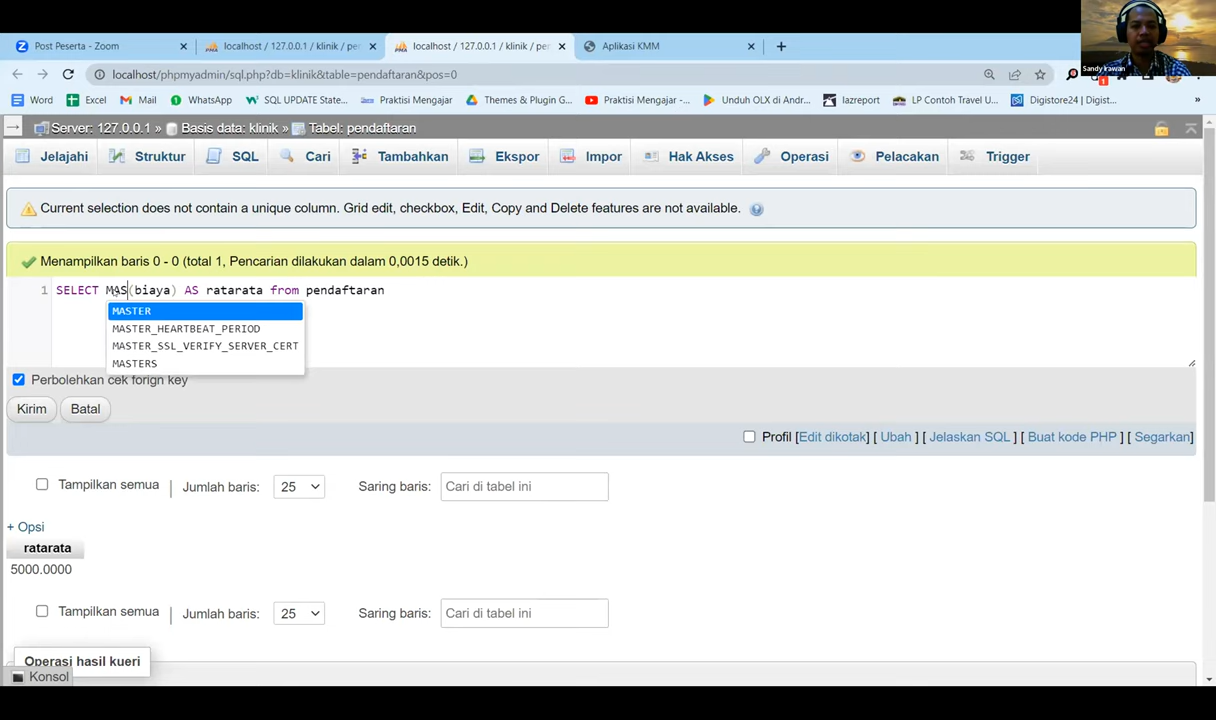 Post Peserta - Zoom
localhost / 127.0.0.1 / klinik / pe
localhost / 127.0.0.1 / klinik / pe
Aplikasi KMM
localhost/phpmyadmin/sql.php?db=klinik&table=pendaftaran&pos=0
Sandy Irawan
1
Word
Excel
Mail
WhatsApp
SQL UPDATE State...
Praktisi Mengajar
Themes & Plugin G...
Praktisi Mengajar -...
Unduh OLX di And...
lazreport
LP Contoh Travel U...
Digistore24 | Digist...
»
Server: 127.0.0.1 » Basis data: klinik » Tabel: pendaftaran
Jelajahi
Struktur
SQL
Cari
Tambahkan
Ekspor
Impor
Hak Akses
Operasi
Pelacakan
Trigger
Current selection does not contain a unique column. Grid edit, checkbox, Edit, Copy and Delete features are not available.
Menampilkan baris 0 - 0 (total 1, Pencarian dilakukan dalam 0,0015 detik.)
1 SELECT MAS(biaya) AS ratarata from pendaftaran
MASTER
MASTER_HEARTBEAT_PERIOD
MASTER_SSL_VERIFY_SERVER_CERT
MASTERS
Perbolehkan cek forign key
Kirim
Batal
Profil [Edit dikotak] [ Ubah ] [ Jelaskan SQL ] [ Buat kode PHP ] [ Segarkan]
Tampilkan semua | Jumlah baris: 25 Saring baris: Cari di tabel ini
+ Opsi
ratarata
5000.0000
Tampilkan semua | Jumlah baris: 25 Saring baris: Cari di tabel ini
Operasi hasil kueri
Konsol